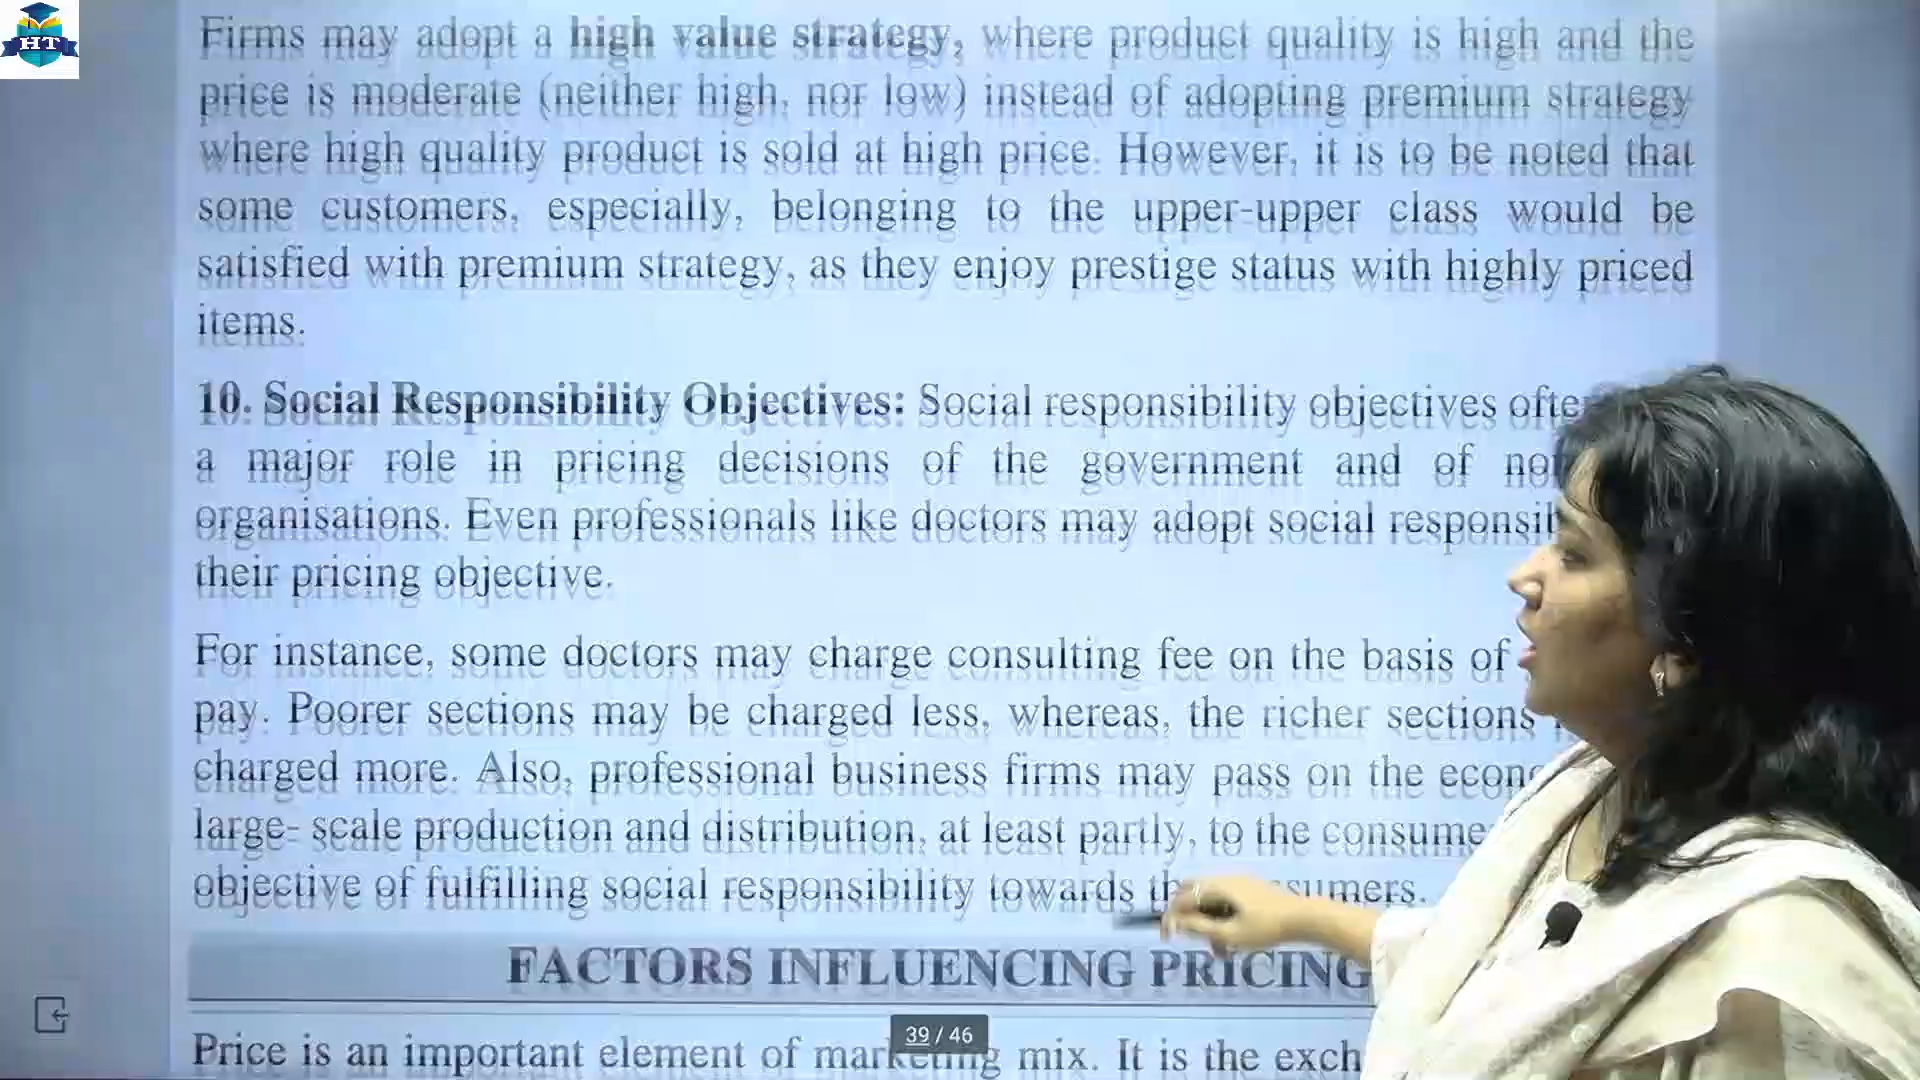 HT
Firms may adopt a high value strategy, where product quality is high and the
price is moderate (neither high, nor low) instead of adopting premium strategy
where high quality product is sold at high price. However, it is to be noted that
some customers, especially, belonging to the upper-upper class would be
satisfied with premium strategy, as they enjoy prestige status with highly priced
items.
10. Social Responsibility Objectives: Social responsibility objectives
a major role in pricing decisions of the government and of
organisations. Even professionals like doctors may adopt social
their pricing objective.
For instance, some doctors may charge consulting fee on the basis of
pay. Poorer sections may be charged less, whereas, the richer sections
charged more. Also, professional business firms may pass on the
large- scale production and distribution, at least partly, to the
objective of fulfilling social responsibility towards
FACTORS INFLUENCING PRICING
39 / 46
Price is an important element of marketing mix. It is the